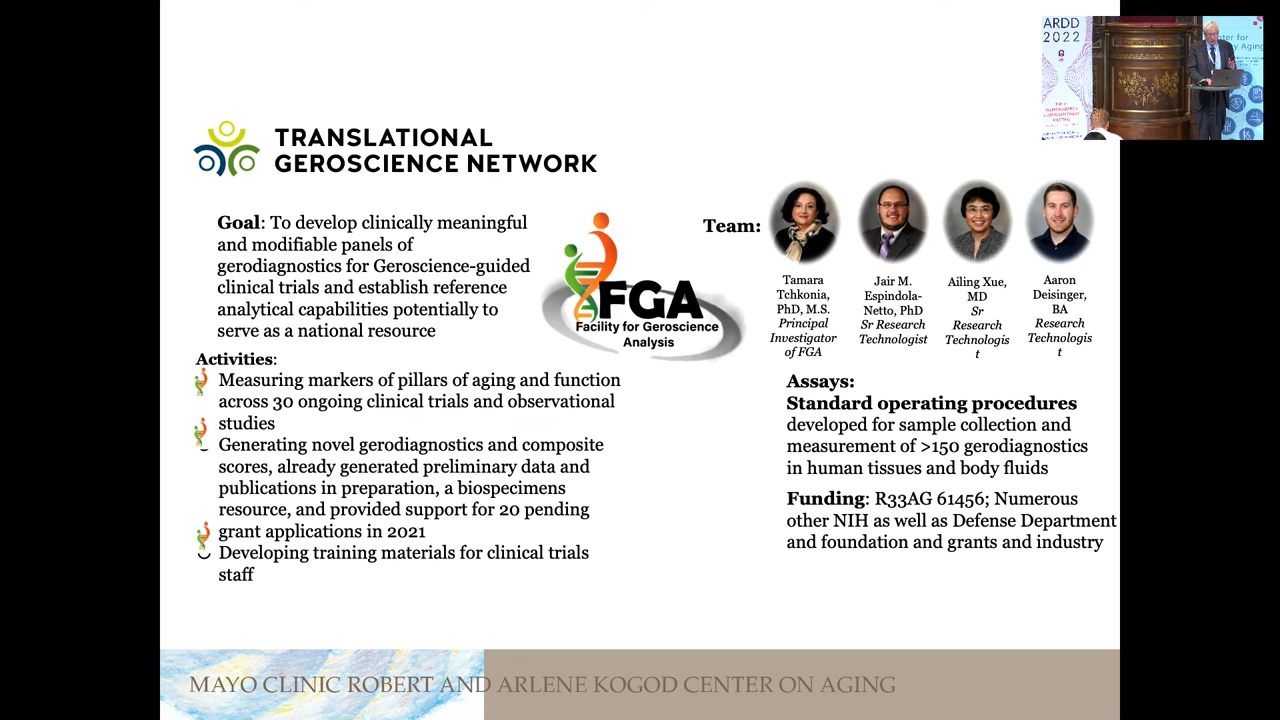 ARDD
2022
TRANSLATIONAL
GEROSCIENCE NETWORK
Goal: To develop clinically meaningful
and modifiable panels of
gerodiagnostics for Geroscience-guided
clinical trials and establish reference
analytical capabilities potentially to
serve as a national resource
Activities:
Measuring markers of pillars of aging and function
across 30 ongoing clinical trials and observational
studies
Generating novel gerodiagnostics and composite
scores, already generated preliminary data and
publications in preparation, a biospecimens
resource, and provided support for 20 pending
grant applications in 2021
Developing training materials for clinical trials
staff
FGA
Facility for Geroscience
Analysis
Team:
Tamara
Tchkonia,
PhD, M.S.
Principal
Investigator
of FGA
Jair M.
Espindola-
Netto, PhD
Sr Research
Technologist
Ailing Xue,
MD
Sr
Research
Technologis
t
Aaron
Deisinger,
BA
Research
Technologis
t
Assays:
Standard operating procedures
developed for sample collection and
measurement of >150 gerodiagnostics
in human tissues and body fluids
Funding: R33AG 61456; Numerous
other NIH as well as Defense Department
and foundation and grants and industry
MAYO CLINIC ROBERT AND ARLENE KOGOD CENTER ON AGING